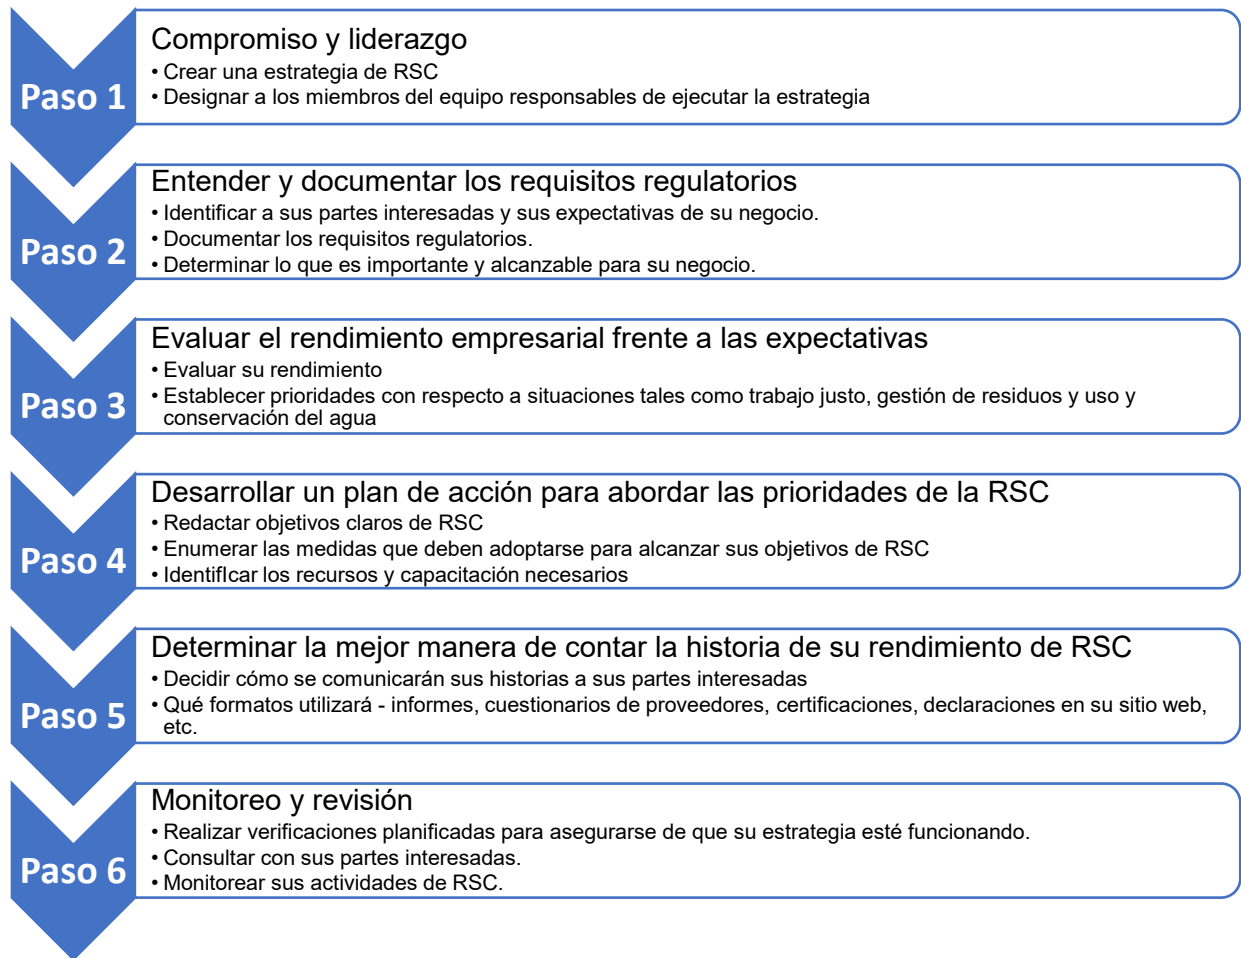 Paso 1
Compromiso y liderazgo
• Crear una estrategia de RSC
• Designar a los miembros del equipo responsables de ejecutar la estrategia
Paso 2
Entender y documentar los requisitos regulatorios
• Identificar a sus partes interesadas y sus expectativas de su negocio.
• Documentar los requisitos regulatorios.
• Determinar lo que es importante y alcanzable para su negocio.
Paso 3
Evaluar el rendimiento empresarial frente a las expectativas
• Evaluar su rendimiento
• Establecer prioridades con respecto a situaciones tales como trabajo justo, gestión de residuos y uso y
conservación del agua
Paso 4
Desarrollar un plan de acción para abordar las prioridades de la RSC
• Redactar objetivos claros de RSC
• Enumerar las medidas que deben adoptarse para alcanzar sus objetivos de RSC
• IdentifIcar los recursos y capacitación necesarios
Paso 5
Determinar la mejor manera de contar la historia de su rendimiento de RSC
• Decidir cómo se comunicarán sus historias a sus partes interesadas
• Qué formatos utilizará - informes, cuestionarios de proveedores, certificaciones, declaraciones en su sitio web,
etc.
Paso 6
Monitoreo y revisión
• Realizar verificaciones planificadas para asegurarse de que su estrategia esté funcionando.
• Consultar con sus partes interesadas.
• Monitorear sus actividades de RSC.